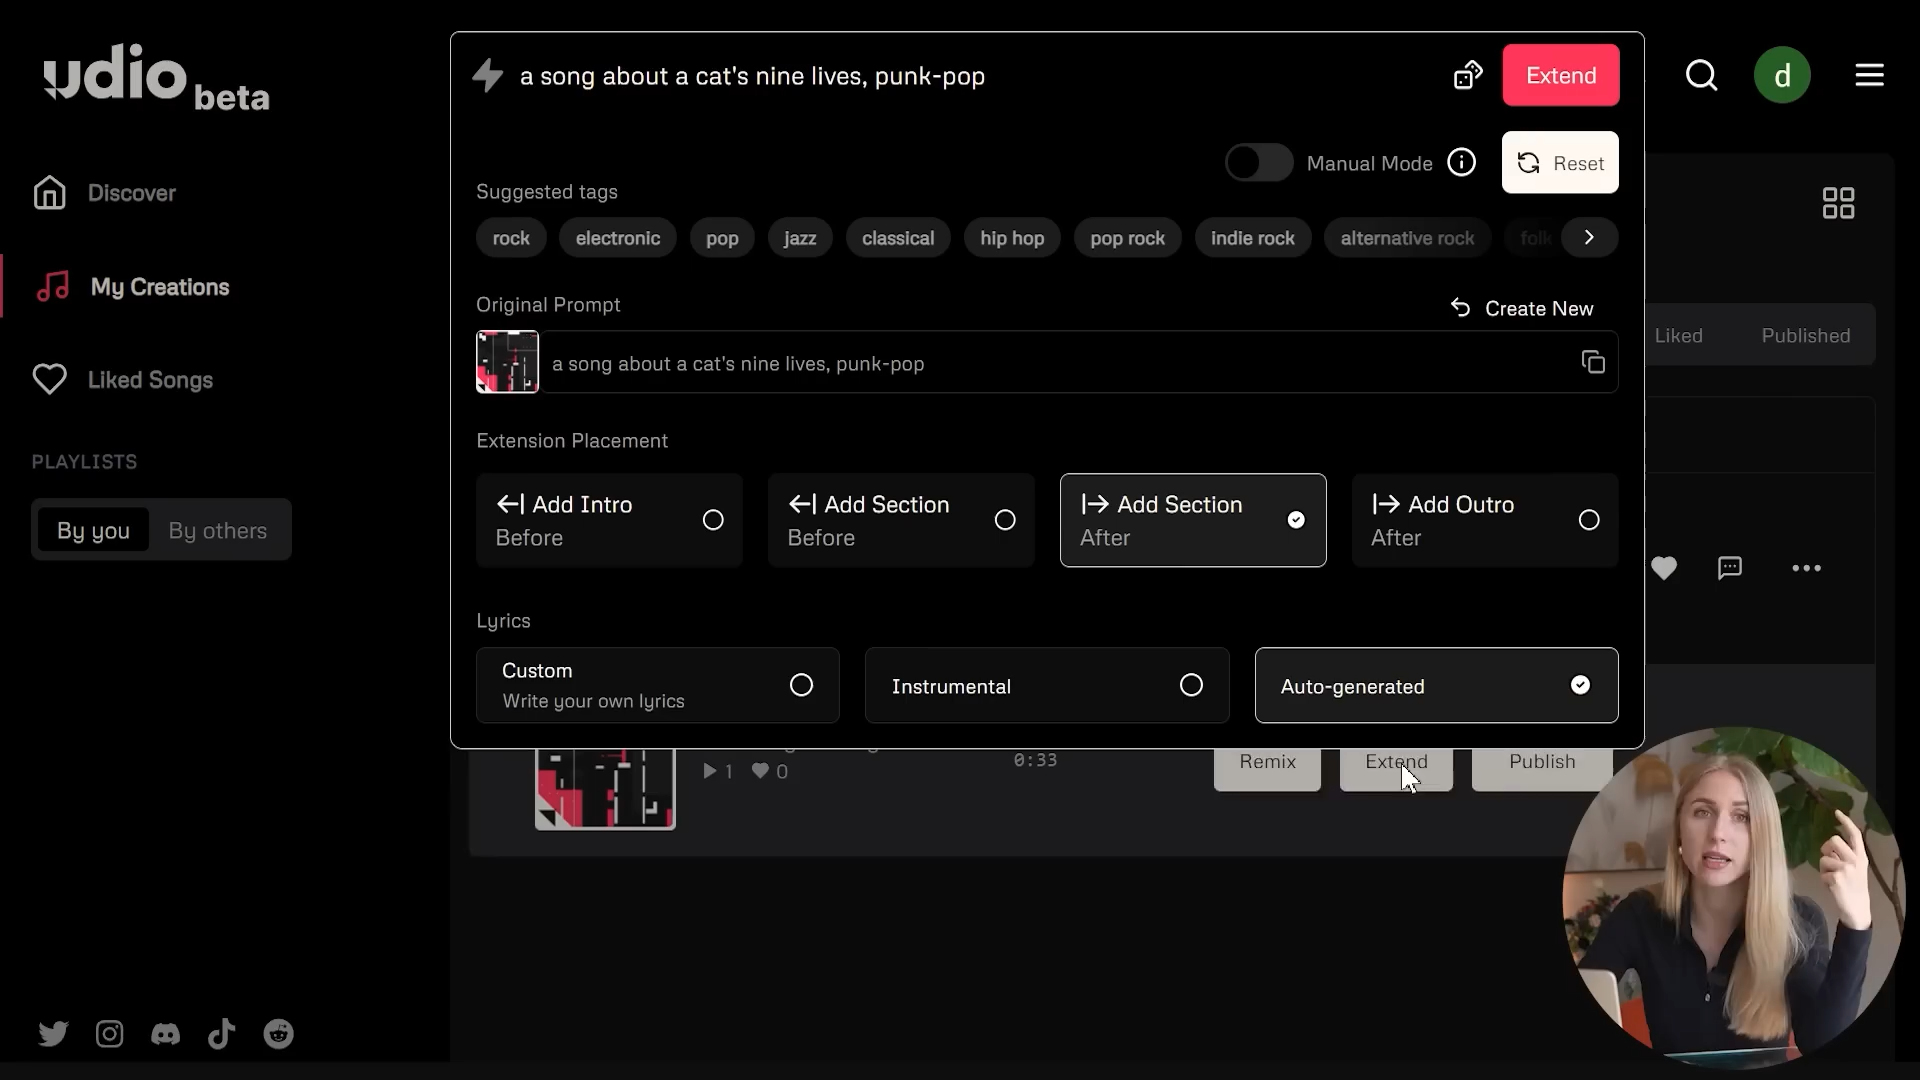 udio beta
a song about a cat's nine lives, punk-pop
Extend
d
Discover
My Creations
Liked Songs
PLAYLISTS
By you
By others
Manual Mode
Reset
Suggested tags
rock
electronic
pop
jazz
classical
hip hop
pop rock
indie rock
alternative rock
folk
Original Prompt
Create New
a song about a cat's nine lives, punk-pop
Liked
Published
Extension Placement
Add Intro
Before
Add Section
Before
Add Section
After
Add Outro
After
Lyrics
Custom
Write your own lyrics
Instrumental
Auto-generated
1
0
0:33
Remix
Extend
Publish